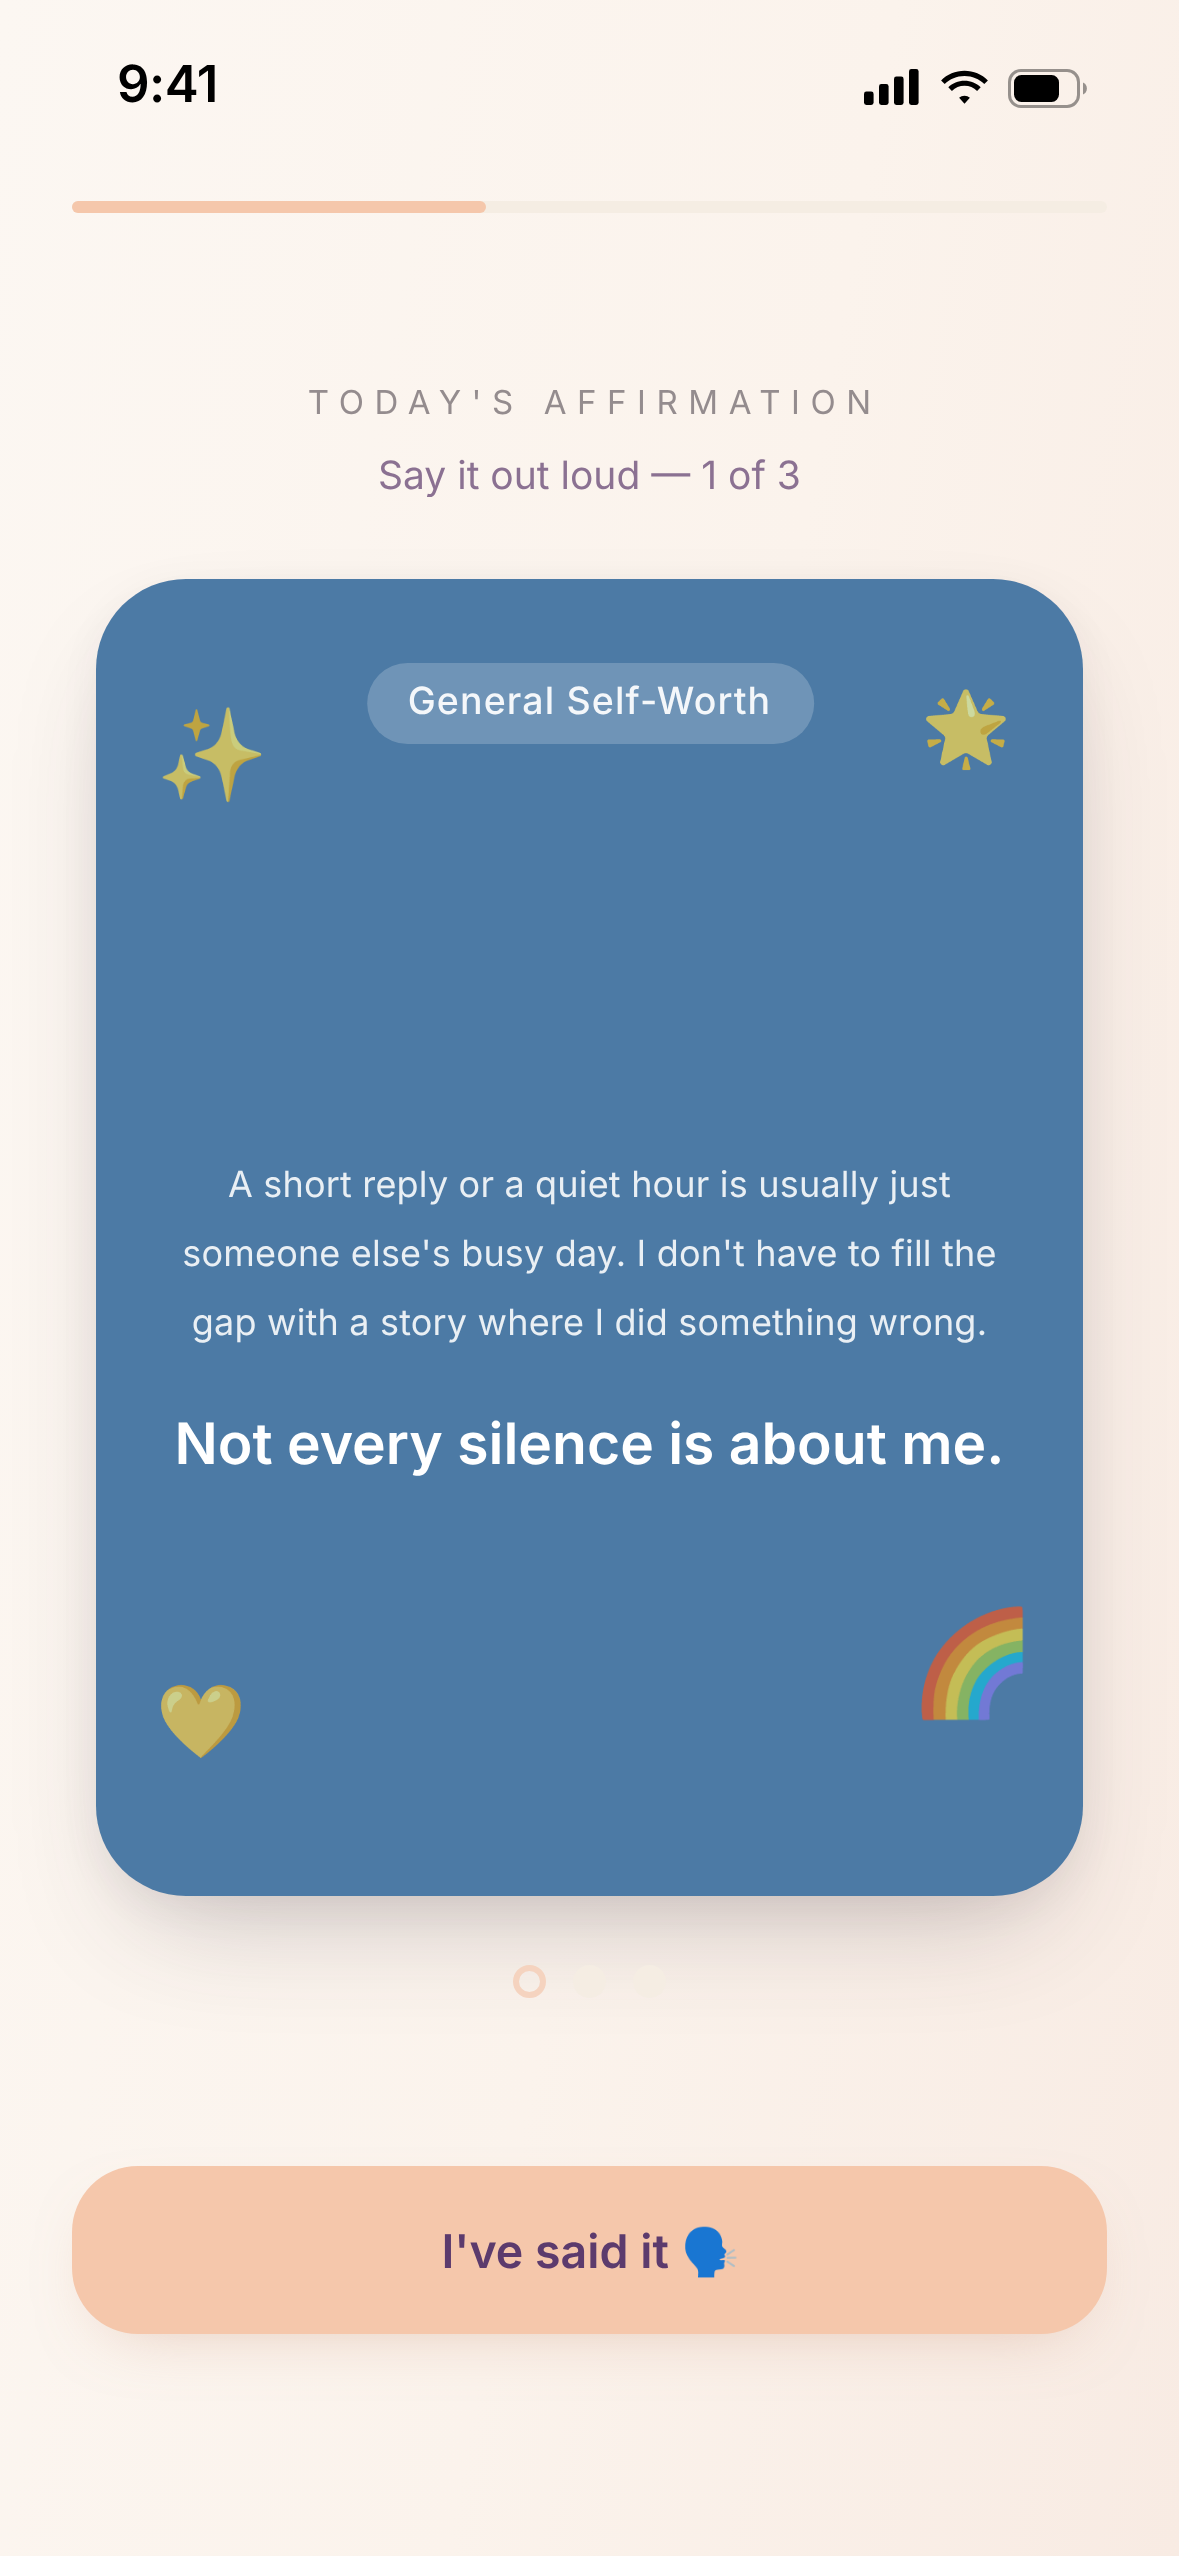 9:41
TODAY'S AFFIRMATION
Say it out loud — 1 of 3
General Self-Worth
A short reply or a quiet hour is usually just
someone else's busy day. I don't have to fill the
gap with a story where I did something wrong.
Not every silence is about me.
I've said it 🗣️